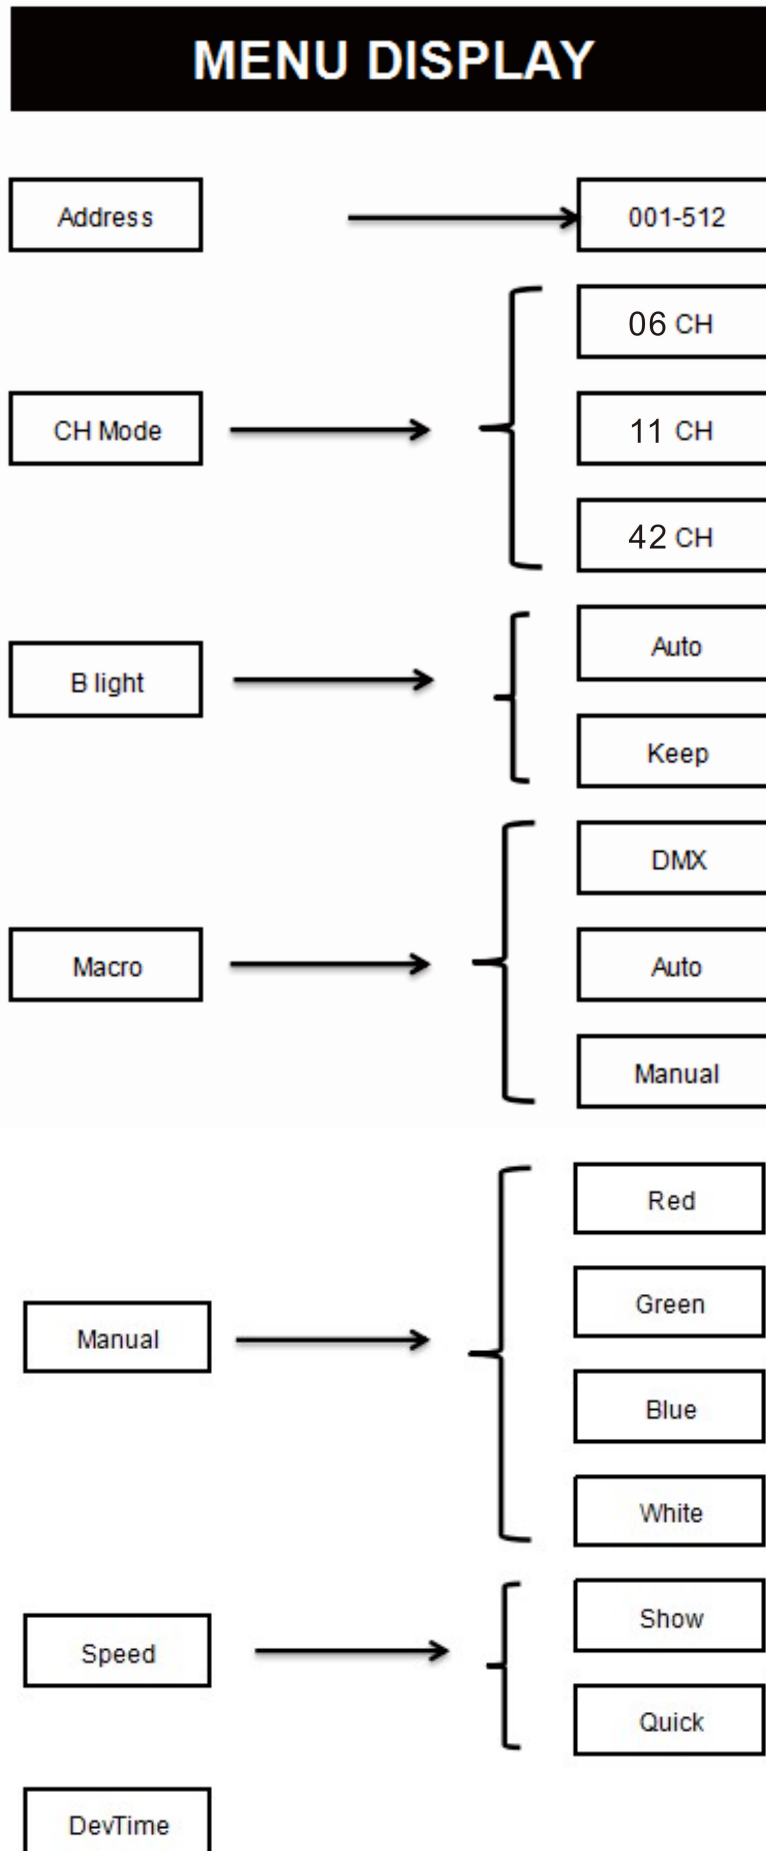 MENU DISPLAY
Address
001-512
CH Mode
06 CH
11 CH
42 CH
B light
Auto
Keep
Macro
DMX
Auto
Manual
Manual
Red
Green
Blue
White
Speed
Show
Quick
DevTime